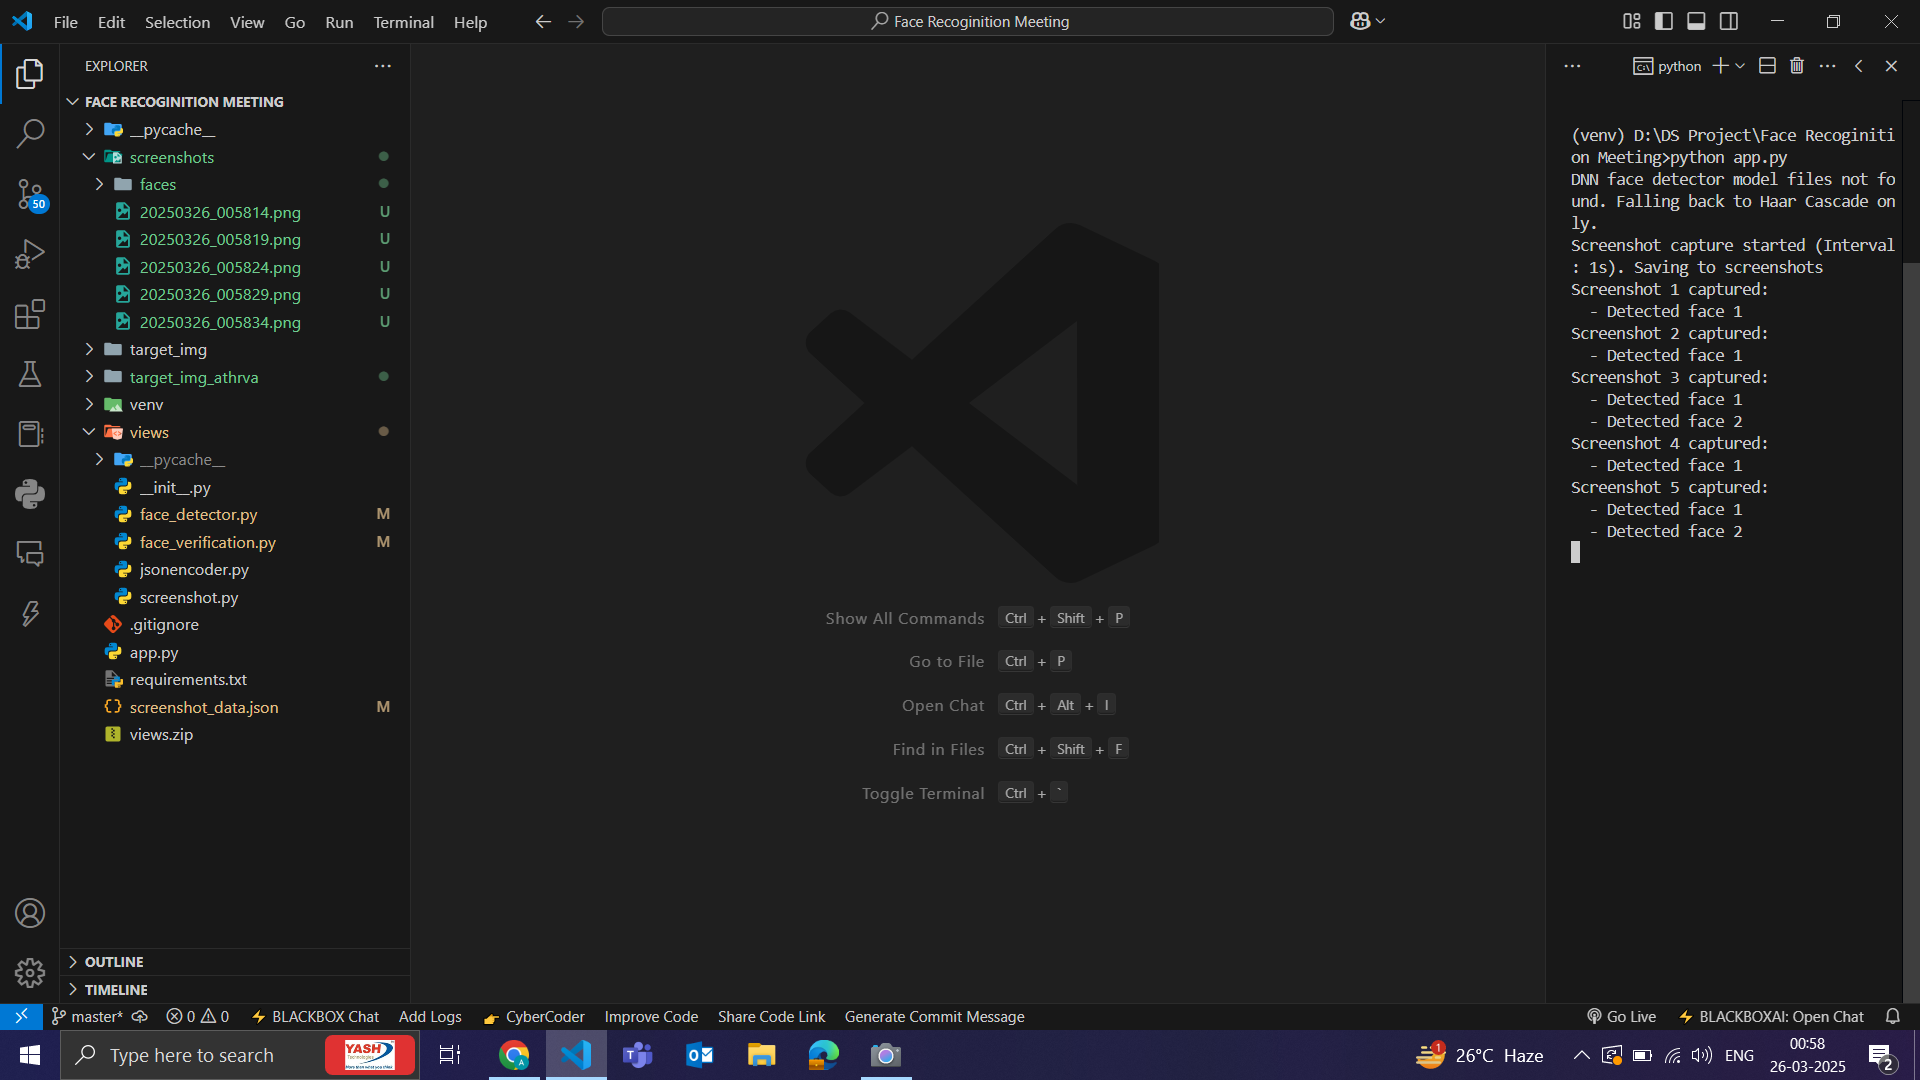 File Edit Selection View Go Run Terminal Help
Face Recoginition Meeting
EXPLORER
FACE RECOGINITION MEETING
__pycache__
screenshots
faces
20250326_005814.png U
20250326_005819.png U
20250326_005824.png U
20250326_005829.png U
20250326_005834.png U
target_img
target_img_athrva
venv
views
__pycache__
__init__.py
face_detector.py M
face_verification.py M
jsonencoder.py
screenshot.py
.gitignore
app.py
requirements.txt
screenshot_data.json M
views.zip
OUTLINE
TIMELINE
50
Show All Commands Ctrl + Shift + P
Go to File Ctrl + P
Open Chat Ctrl + Alt + I
Find in Files Ctrl + Shift + F
Toggle Terminal Ctrl + `
python
(venv) D:\DS Project\Face Recoginiti
on Meeting>python app.py
DNN face detector model files not fo
und. Falling back to Haar Cascade on
ly.
Screenshot capture started (Interval
: 1s). Saving to screenshots
Screenshot 1 captured:
- Detected face 1
Screenshot 2 captured:
- Detected face 1
Screenshot 3 captured:
- Detected face 1
- Detected face 2
Screenshot 4 captured:
- Detected face 1
Screenshot 5 captured:
- Detected face 1
- Detected face 2
master* 0 0 BLACKBOX Chat Add Logs CyberCoder Improve Code Share Code Link Generate Commit Message Go Live BLACKBOXAI: Open Chat
Type here to search
YASH
Technologies
1
26°C Haze
ENG
00:58
26-03-2025
2